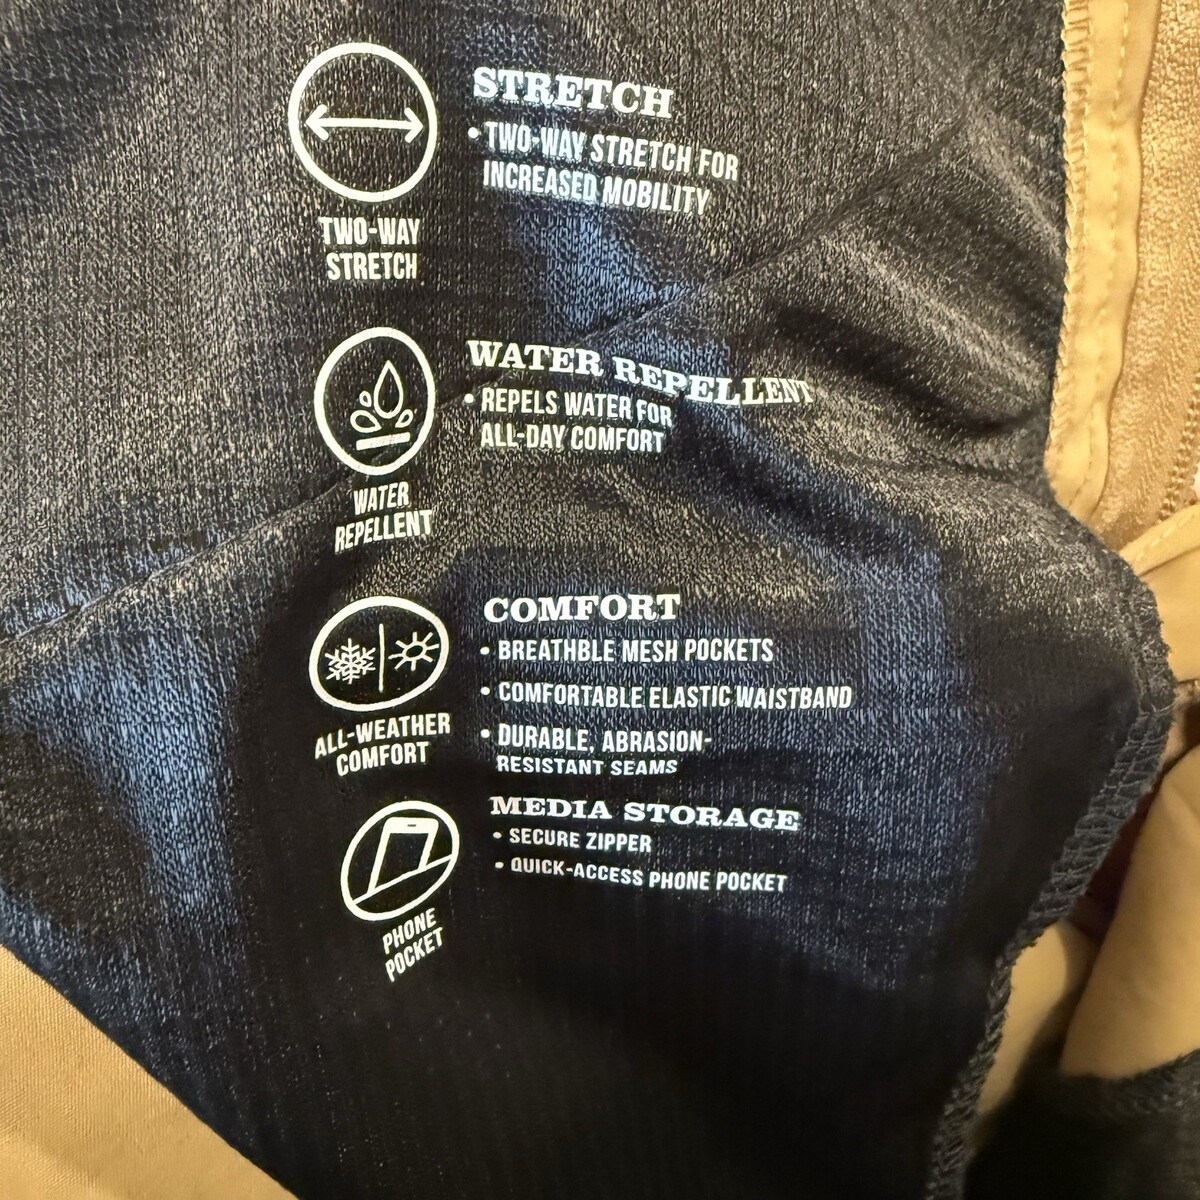 STRETCH
• TWO-WAY STRETCH FOR
INCREASED MOBILITY
TWO-WAY
STRETCH
WATER REPELLENT
• REPELS WATER FOR
ALL-DAY COMFORT
WATER
REPELLENT
COMFORT
• BREATHBLE MESH POCKETS
• COMFORTABLE ELASTIC WAISTBAND
• DURABLE, ABRASION-
RESISTANT SEAMS
ALL-WEATHER
COMFORT
MEDIA STORAGE
• SECURE ZIPPER
• QUICK-ACCESS PHONE POCKET
PHONE
POCKET